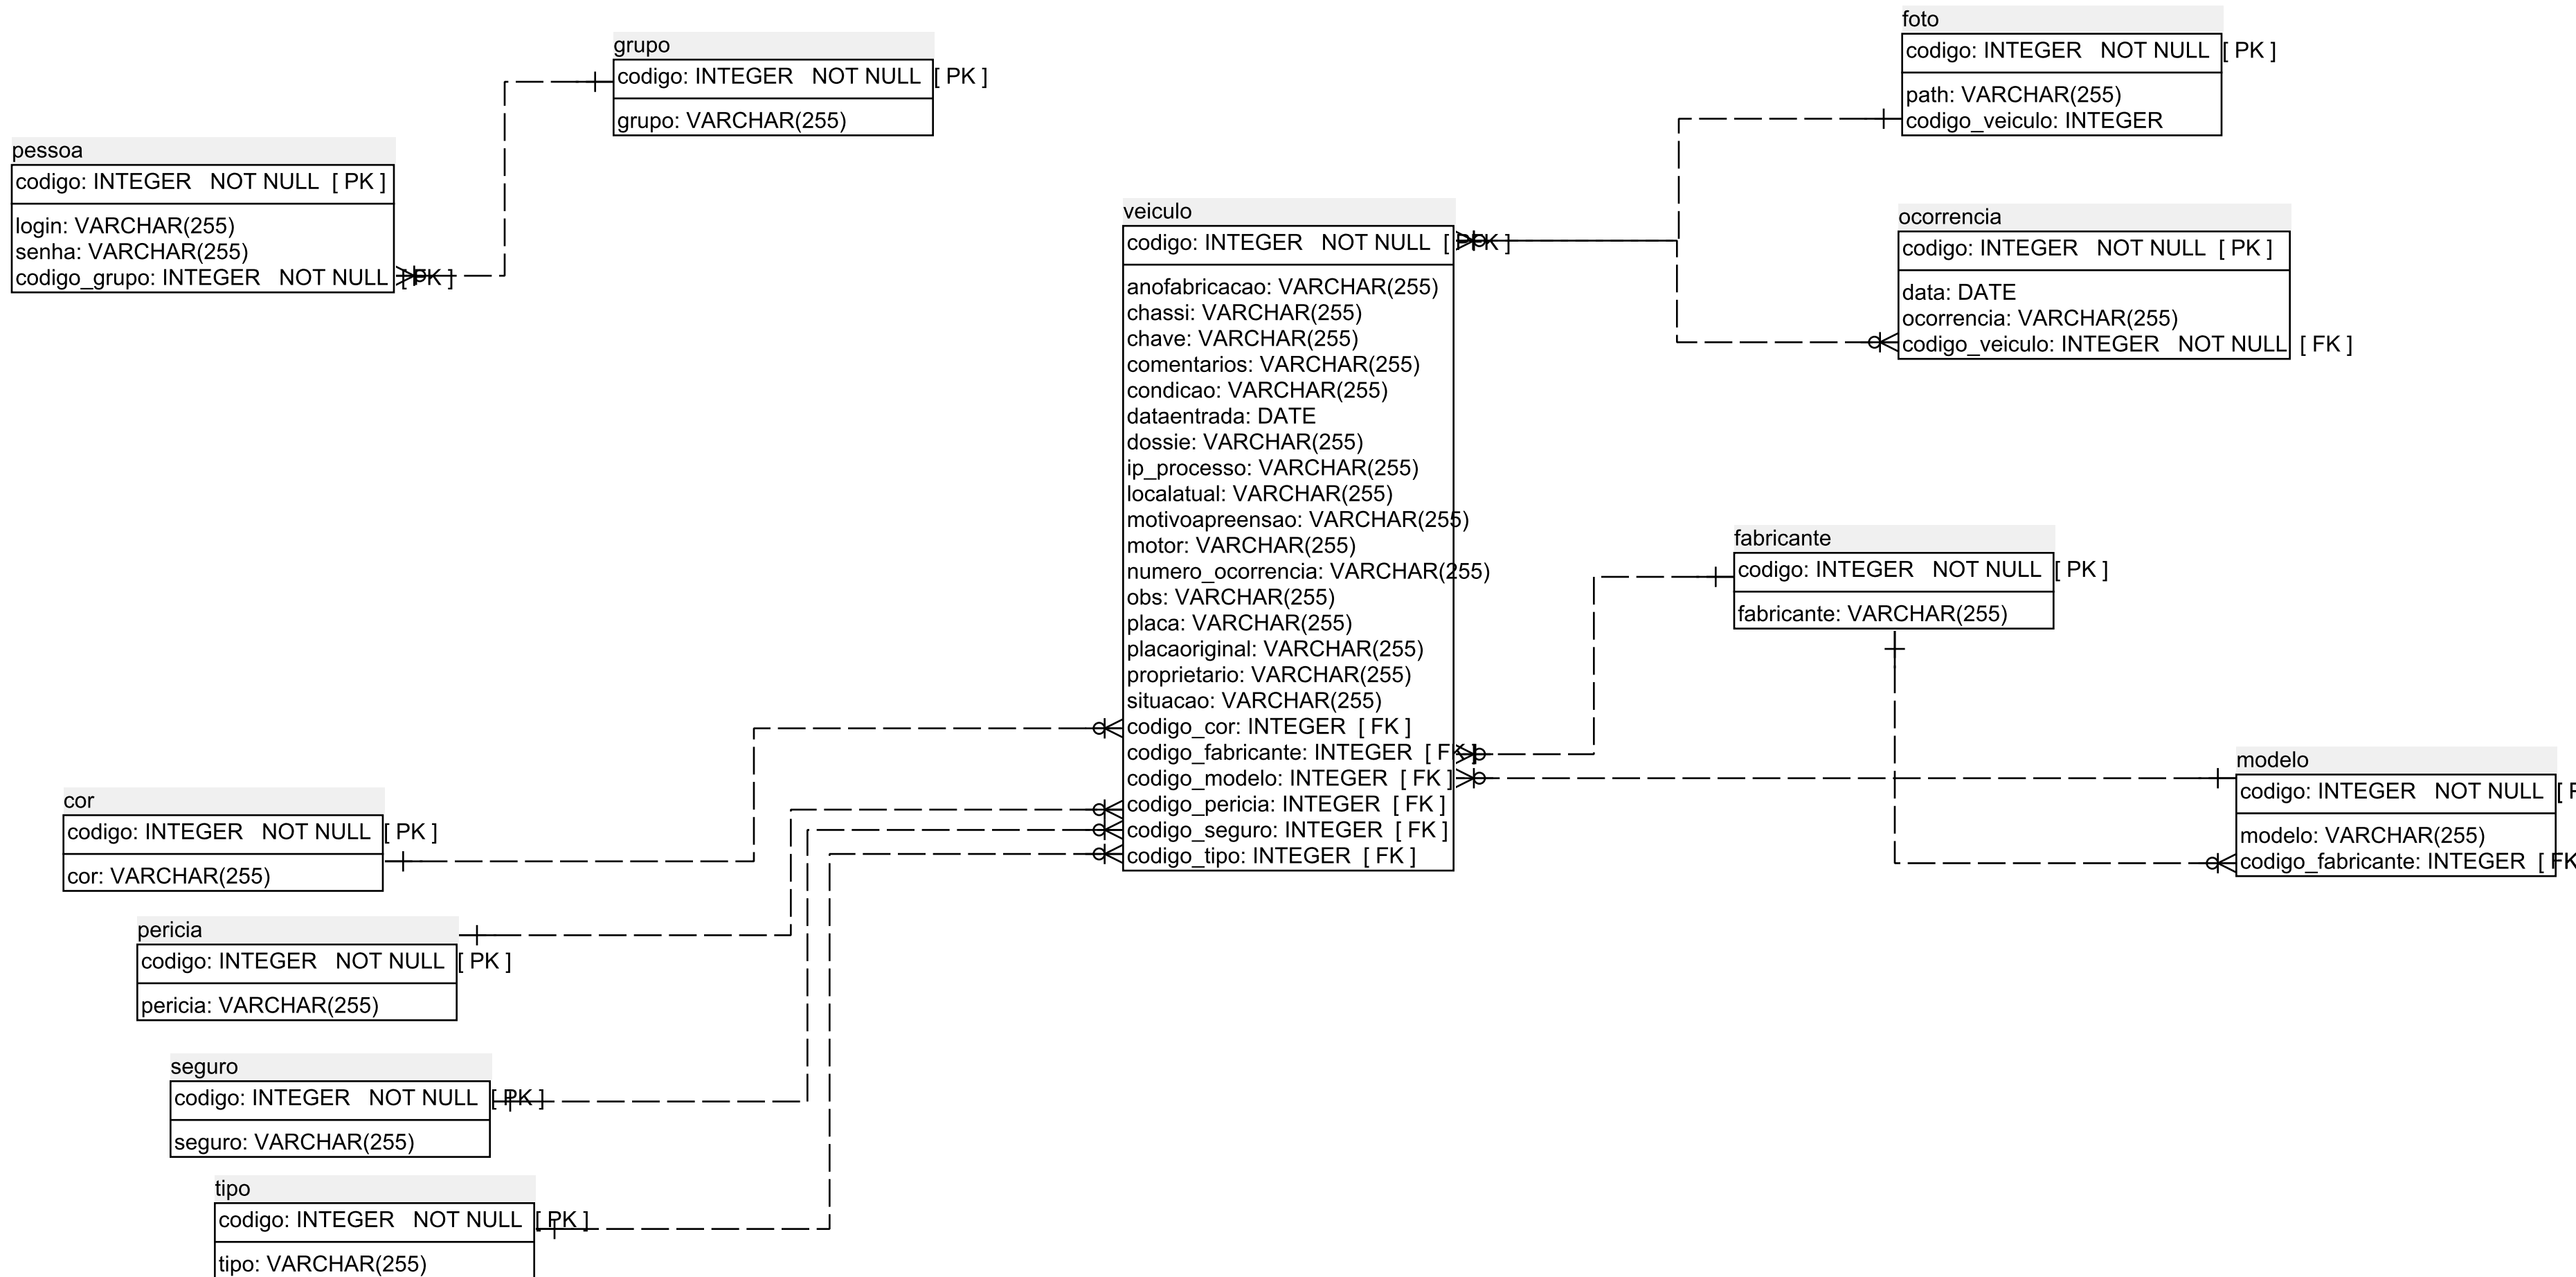 grupo
codigo: INTEGER NOT NULL [ PK ]
grupo: VARCHAR(255)
pessoa
codigo: INTEGER NOT NULL [ PK ]
login: VARCHAR(255)
senha: VARCHAR(255)
codigo_grupo: INTEGER NOT NULL [ FK ]
foto
codigo: INTEGER NOT NULL [ PK ]
path: VARCHAR(255)
codigo_veiculo: INTEGER
ocorrencia
codigo: INTEGER NOT NULL [ PK ]
data: DATE
ocorrencia: VARCHAR(255)
codigo_veiculo: INTEGER NOT NULL [ FK ]
veiculo
codigo: INTEGER NOT NULL [
anofabricacao: VARCHAR(255)
chassi: VARCHAR(255)
chave: VARCHAR(255)
comentarios: VARCHAR(255)
condicao: VARCHAR(255)
dataentrada: DATE
dossie: VARCHAR(255)
ip_processo: VARCHAR(255)
localatual: VARCHAR(255)
motivoapreensao: VARCHAR(255)
motor: VARCHAR(255)
numero_ocorrencia: VARCHAR(255)
obs: VARCHAR(255)
placa: VARCHAR(255)
placaoriginal: VARCHAR(255)
proprietario: VARCHAR(255)
situacao: VARCHAR(255)
codigo_cor: INTEGER [ FK ]
codigo_fabricante: INTEGER [ FK ]
codigo_modelo: INTEGER [ FK ]
codigo_pericia: INTEGER [ FK ]
codigo_seguro: INTEGER [ FK ]
codigo_tipo: INTEGER [ FK ]
fabricante
codigo: INTEGER NOT NULL [ PK ]
fabricante: VARCHAR(255)
modelo
codigo: INTEGER NOT NULL [
modelo: VARCHAR(255)
codigo_fabricante: INTEGER [ FK
cor
codigo: INTEGER NOT NULL [ PK ]
cor: VARCHAR(255)
pericia
codigo: INTEGER NOT NULL [ PK ]
pericia: VARCHAR(255)
seguro
codigo: INTEGER NOT NULL [ PK ]
seguro: VARCHAR(255)
tipo
codigo: INTEGER NOT NULL [ PK ]
tipo: VARCHAR(255)